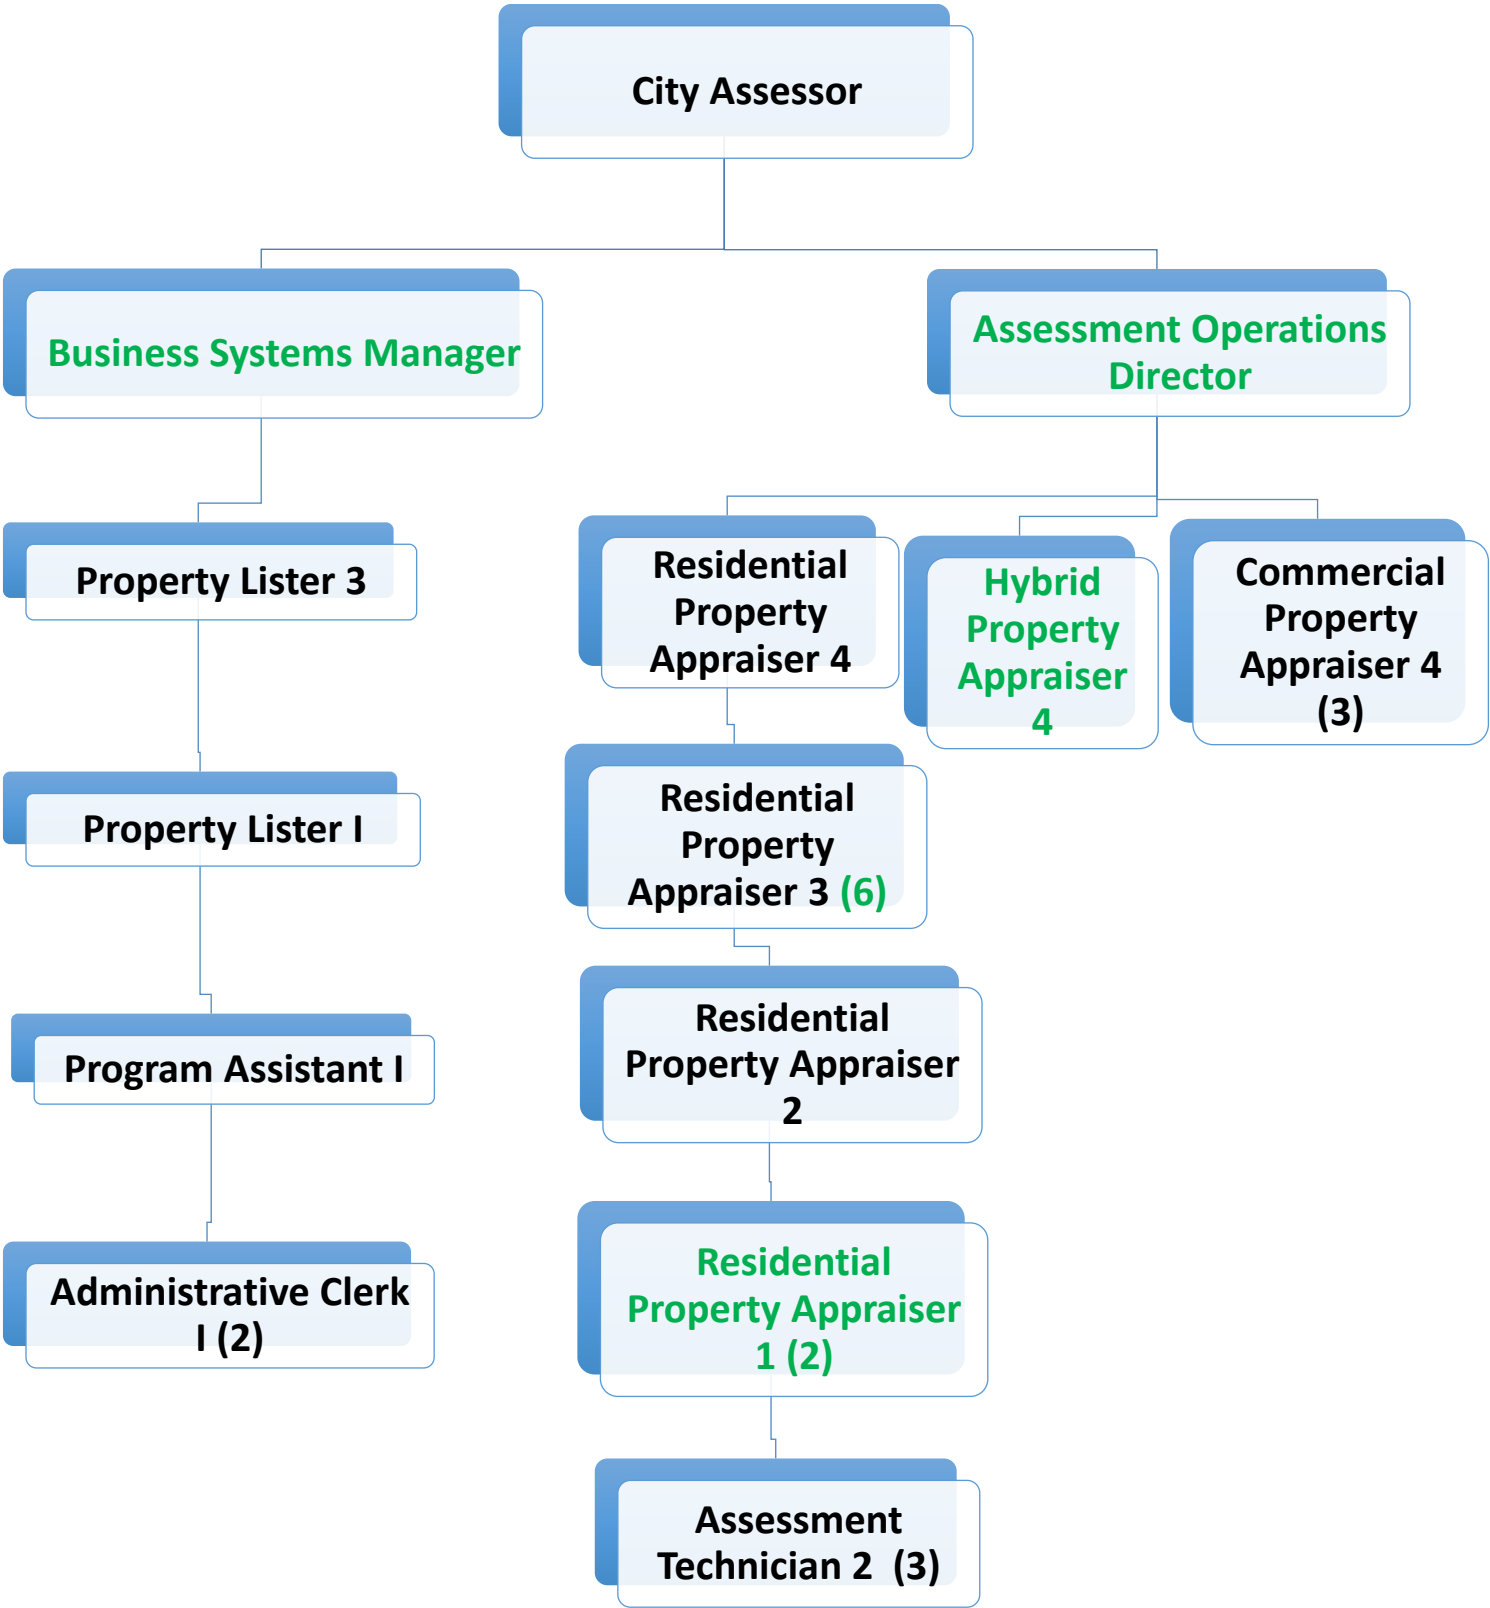 City Assessor
Business Systems Manager
Assessment Operations
Director
Property Lister 3
Property Lister I
Program Assistant I
Administrative Clerk
I (2)
Residential
Property
Appraiser 4
Hybrid
Property
Appraiser
4
Commercial
Property
Appraiser 4
(3)
Residential
Property
Appraiser 3 (6)
Residential
Property Appraiser
2
Residential
Property Appraiser
1 (2)
Assessment
Technician 2  (3)